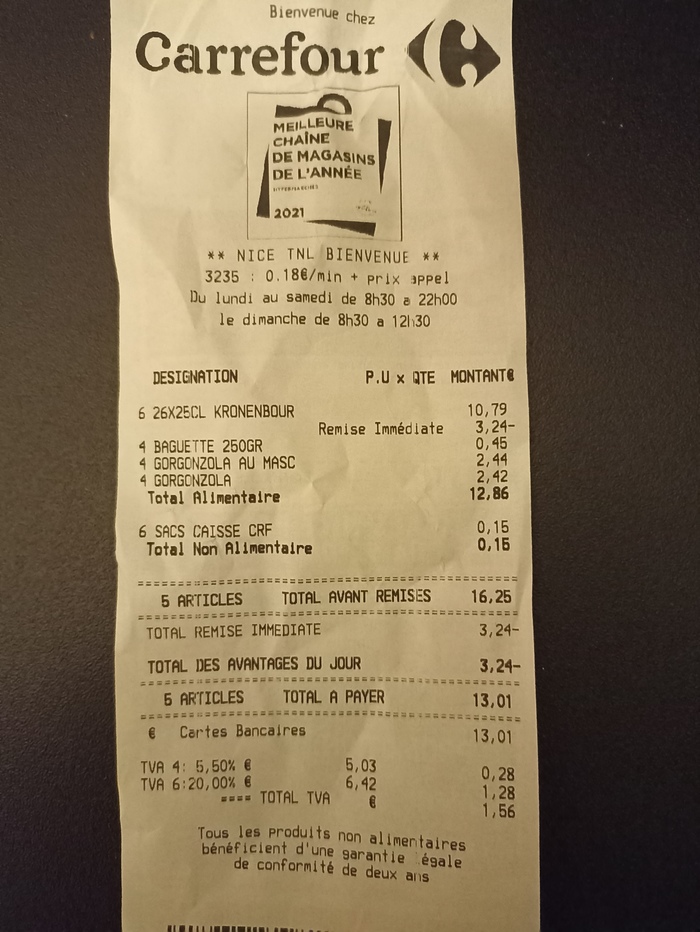 Bienvenue chez
Carrefour
MEILLEURE
CHAÎNE
DE MAGASINS
DE L'ANNÉE
2021
** NICE TNL BIENVENUE **
3235 : 0.18€/min + prix appel
Du lundi au samedi de 8h30 a 22h00
le dimanche de 8h30 a 12h30
DESIGNATION P.U x QTE MONTANT€
6 26X25CL KRONENBOUR 10,79
Remise Immédiate 3,24-
4 BAGUETTE 250GR 0,45
4 GORGONZOLA AU MASC 2,44
4 GORGONZOLA 2,42
Total Alimentaire 12,86
6 SACS CAISSE CRF 0,15
Total Non Alimentaire 0,15
5 ARTICLES TOTAL AVANT REMISES 16,25
TOTAL REMISE IMMEDIATE 3,24-
TOTAL DES AVANTAGES DU JOUR 3,24-
5 ARTICLES TOTAL A PAYER 13,01
€ Cartes Bancaires 13,01
TVA 4: 5,50% € 5,03 0,28
TVA 6:20,00% € 6,42 1,28
==== TOTAL TVA € 1,56
Tous les produits non alimentaires
bénéficient d'une garantie légale
de conformité de deux ans